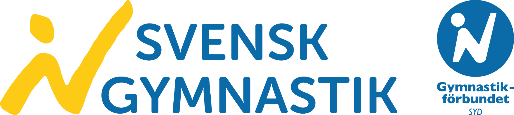 SVENSK
GYMNASTIK
Gymnastik-
förbundet
SYD